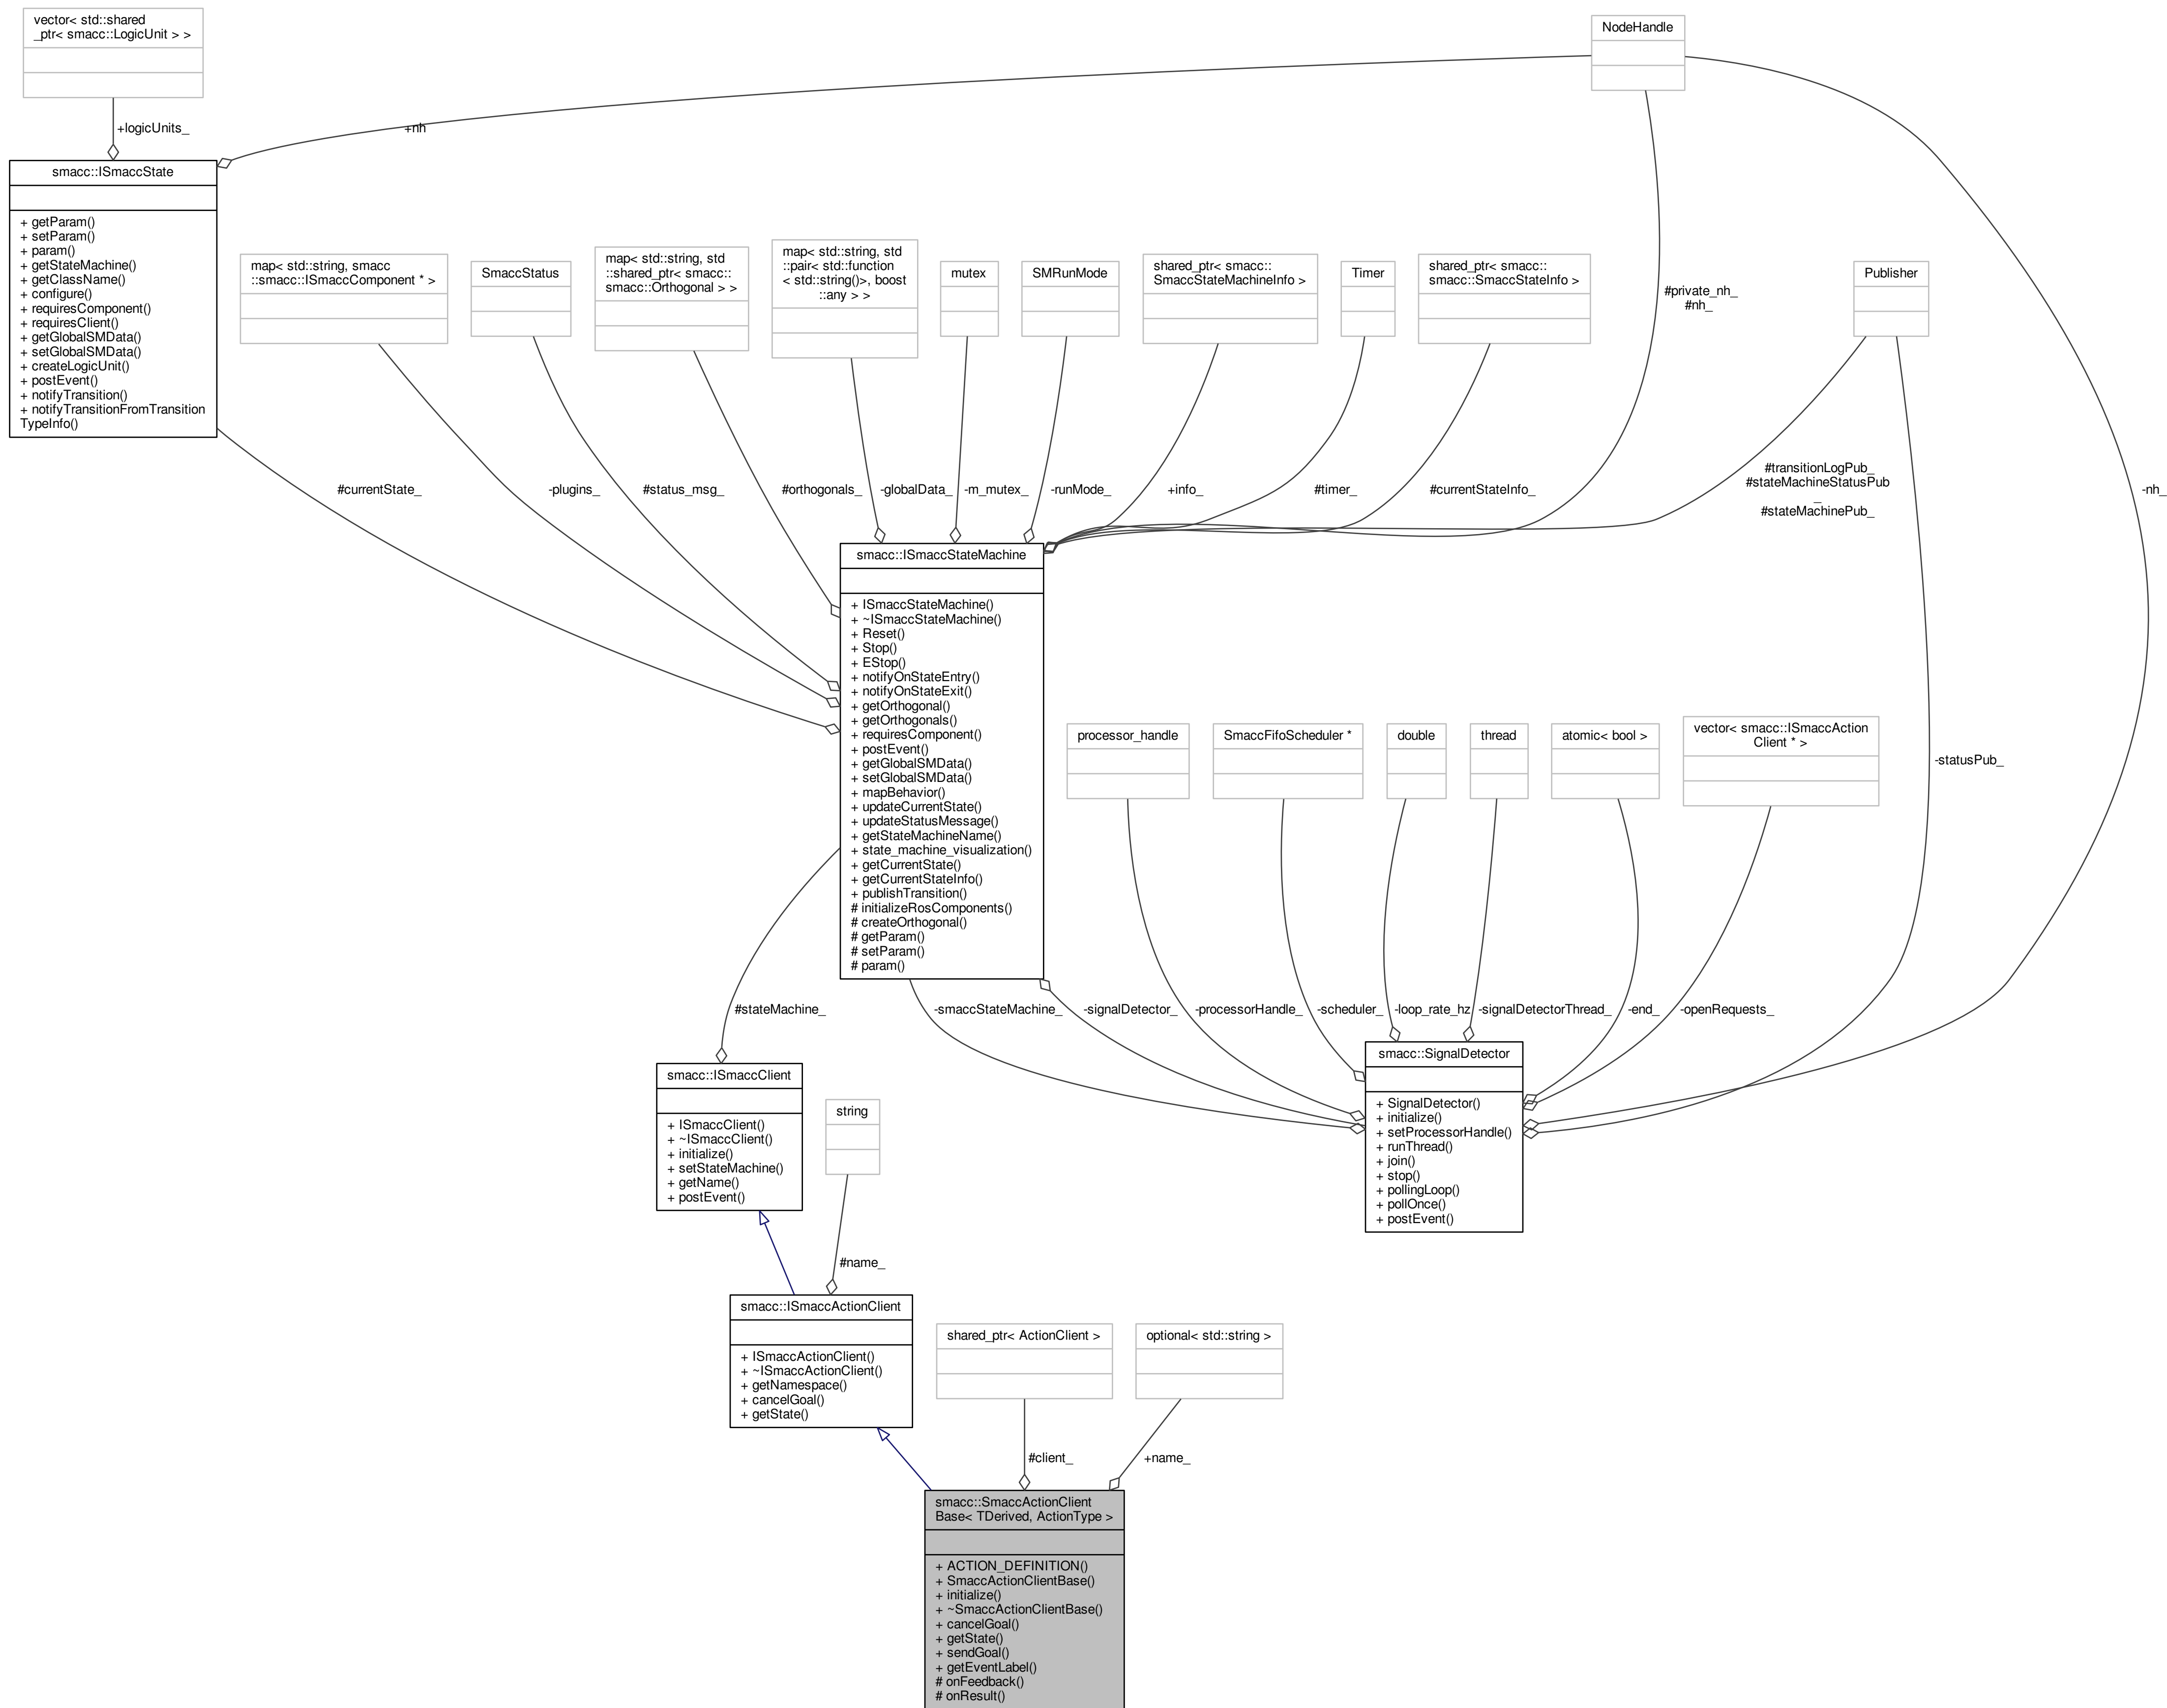 vector< std::shared
_ptr< smacc::LogicUnit > >
NodeHandle
+logicUnits_
+nh
smacc::ISmaccState
+ getParam()
+ setParam()
+ param()
+ getStateMachine()
+ getClassName()
+ configure()
+ requiresComponent()
+ requiresClient()
+ getGlobalSMData()
+ setGlobalSMData()
+ createLogicUnit()
+ postEvent()
+ notifyTransition()
+ notifyTransitionFromTransition
TypeInfo()
map< std::string, smacc
::smacc::ISmaccComponent * >
SmaccStatus
map< std::string, std
::shared_ptr< smacc::
smacc::Orthogonal > >
map< std::string, std
::pair< std::function
< std::string()>, boost
::any > >
mutex
SMRunMode
shared_ptr< smacc::
SmaccStateMachineInfo >
Timer
shared_ptr< smacc::
smacc::SmaccStateInfo >
Publisher
#private_nh_
#nh_
#currentState_
-plugins_
#status_msg_
#orthogonals_
-globalData_
-m_mutex_
-runMode_
+info_
#timer_
#currentStateInfo_
#transitionLogPub_
#stateMachineStatusPub
_
#stateMachinePub_
-nh_
smacc::ISmaccStateMachine
+ ISmaccStateMachine()
+ ~ISmaccStateMachine()
+ Reset()
+ Stop()
+ EStop()
+ notifyOnStateEntry()
+ notifyOnStateExit()
+ getOrthogonal()
+ getOrthogonals()
+ requiresComponent()
+ postEvent()
+ getGlobalSMData()
+ setGlobalSMData()
+ mapBehavior()
+ updateCurrentState()
+ updateStatusMessage()
+ getStateMachineName()
+ state_machine_visualization()
+ getCurrentState()
+ getCurrentStateInfo()
+ publishTransition()
# initializeRosComponents()
# createOrthogonal()
# getParam()
# setParam()
# param()
processor_handle
SmaccFifoScheduler *
double
thread
atomic< bool >
vector< smacc::ISmaccAction
Client * >
-statusPub_
#stateMachine_
-smaccStateMachine_
-signalDetector_
-processorHandle_
-scheduler_
-loop_rate_hz
-signalDetectorThread_
-end_
-openRequests_
smacc::SignalDetector
+ SignalDetector()
+ initialize()
+ setProcessorHandle()
+ runThread()
+ join()
+ stop()
+ pollingLoop()
+ pollOnce()
+ postEvent()
smacc::ISmaccClient
+ ISmaccClient()
+ ~ISmaccClient()
+ initialize()
+ setStateMachine()
+ getName()
+ postEvent()
string
#name_
smacc::ISmaccActionClient
+ ISmaccActionClient()
+ ~ISmaccActionClient()
+ getNamespace()
+ cancelGoal()
+ getState()
shared_ptr< ActionClient >
optional< std::string >
#client_
+name_
smacc::SmaccActionClient
Base< TDerived, ActionType >
+ ACTION_DEFINITION()
+ SmaccActionClientBase()
+ initialize()
+ ~SmaccActionClientBase()
+ cancelGoal()
+ getState()
+ sendGoal()
+ getEventLabel()
# onFeedback()
# onResult()